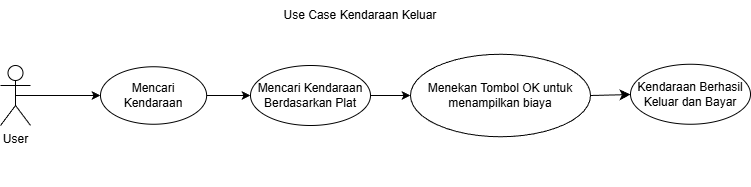 Use Case Kendaraan Keluar
Mencari
Kendaraan
Mencari Kendaraan
Berdasarkan Plat
Menekan Tombol OK untuk
menampilkan biaya
Kendaraan Berhasil
Keluar dan Bayar
User